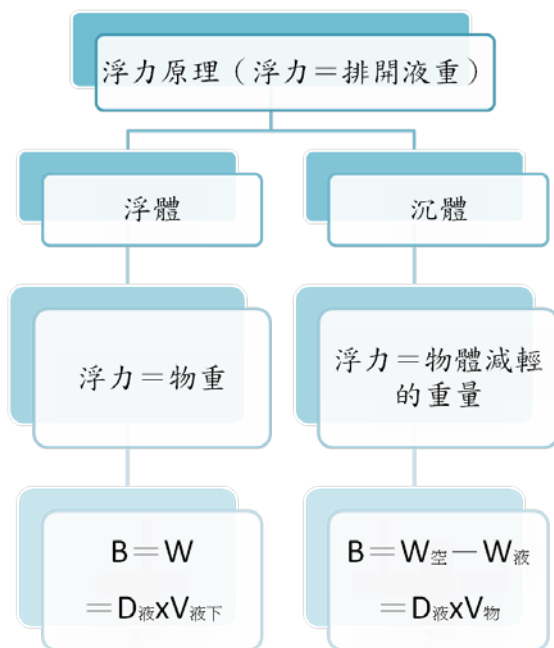 浮力原理（浮力＝排開液重）
浮體
沉體
浮力＝物重
浮力＝物體減輕
的重量
B＝W
＝D液xV液下
B＝W空－W液
＝D液xV物